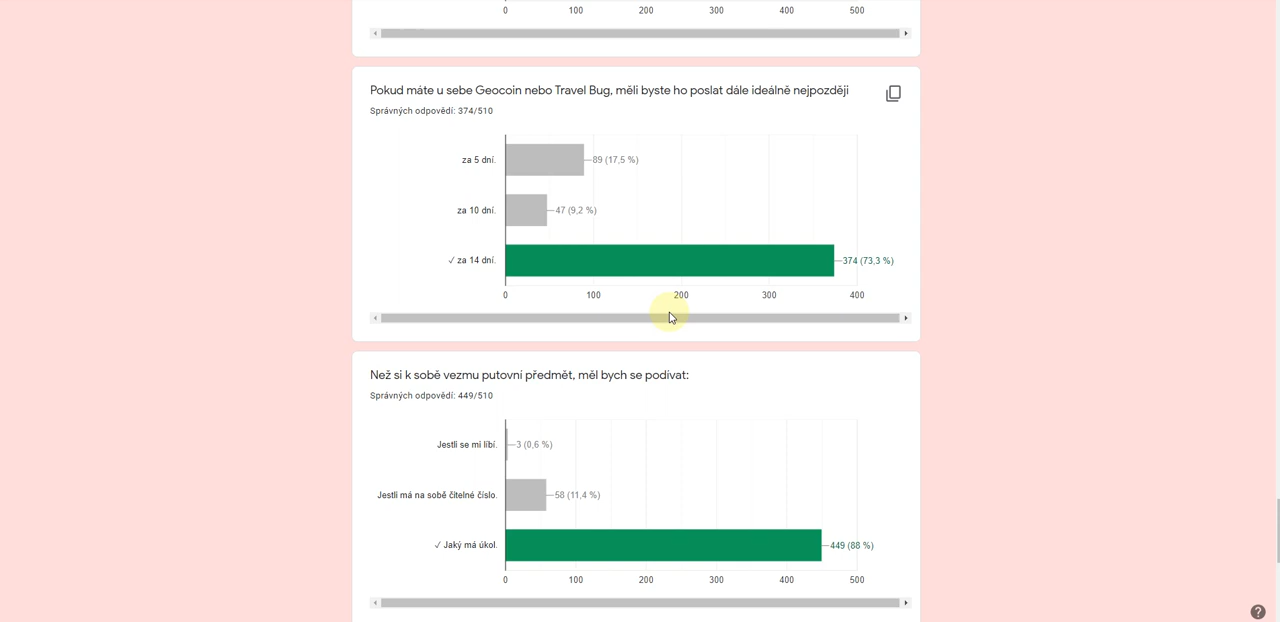 0 100 200 300 400 500
Pokud máte u sebe Geocoin nebo Travel Bug, měli byste ho poslat dále ideálně nejpozději
Správných odpovědí: 374/510
za 5 dní. 89 (17,5 %)
za 10 dní. 47 (9,2 %)
✓ za 14 dní. 374 (73,3 %)
0 100 200 300 400
Než si k sobě vezmu putovní předmět, měl bych se podívat:
Správných odpovědí: 449/510
Jestli se mi líbí. 3 (0,6 %)
Jestli má na sobě čitelné číslo. 58 (11,4 %)
✓ Jaký má úkol. 449 (88 %)
0 100 200 300 400 500
?